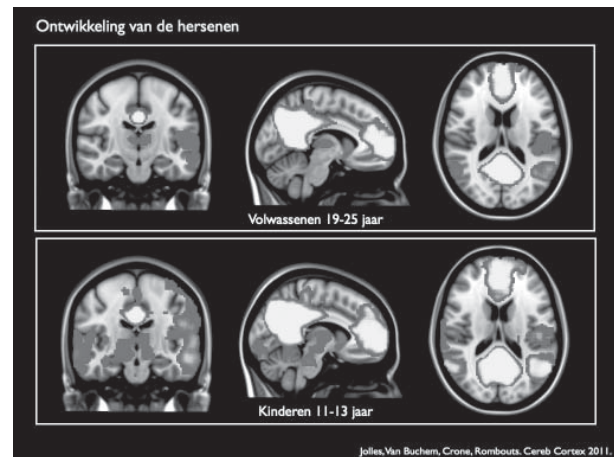 Ontwikkeling van de hersenen
Volwassenen 19-25 jaar
Kinderen 11-13 jaar
Jolles,Van Buchem, Crone, Rombouts. Cereb Cortex 2011.